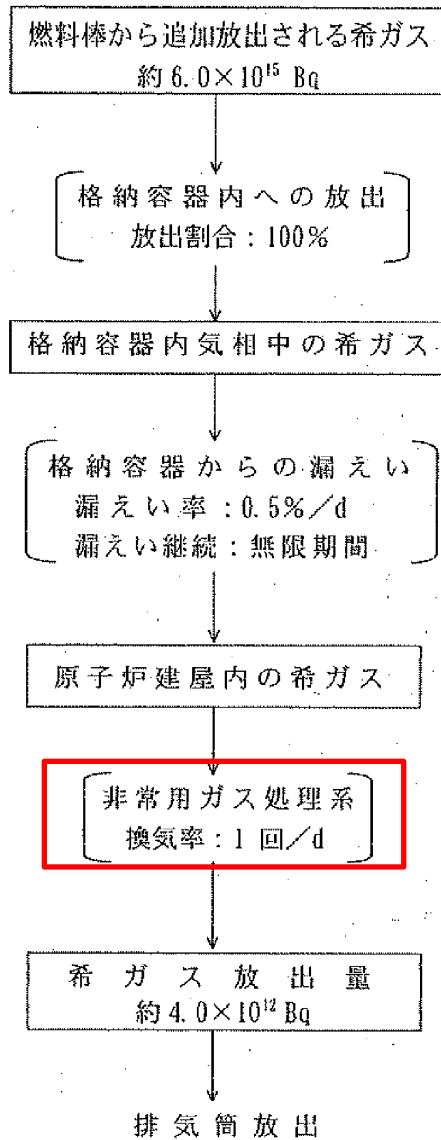 燃料棒から追加放出される希ガス
約6.0×10¹⁵ Bq
格納容器内への放出
放出割合：100％
格納容器内気相中の希ガス
格納容器からの漏えい
漏えい率：0.5％／d
漏えい継続：無限期間
原子炉建屋内の希ガス
非常用ガス処理系
換気率：1 回／d
希ガス放出量
約4.0×10¹² Bq
排気筒放出